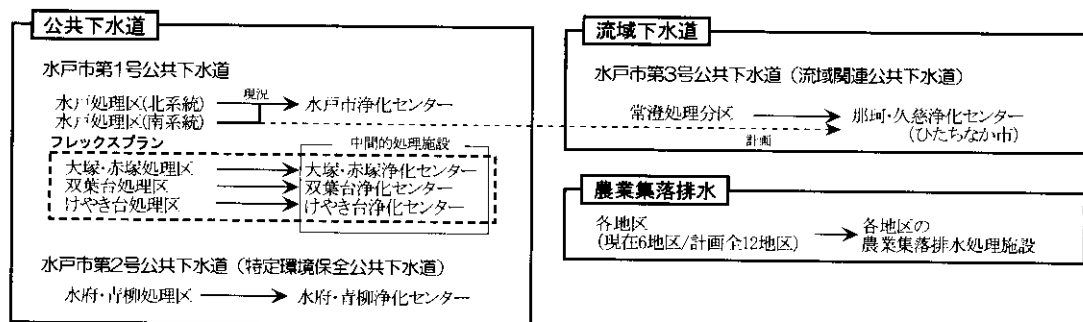 公共下水道
水戸市第1号公共下水道
水戸処理区(北系統) 現況 水戸市浄化センター
水戸処理区(南系統)
フレックスプラン 中間的処理施設
大塚・赤塚処理区 大塚・赤塚浄化センター
双葉台処理区 双葉台浄化センター
けやき台処理区 けやき台浄化センター
水戸市第2号公共下水道(特定環境保全公共下水道)
水府・青柳処理区 水府・青柳浄化センター
流域下水道
水戸市第3号公共下水道(流域関連公共下水道)
常澄処理分区 那珂・久慈浄化センター
計画 (ひたちなか市)
農業集落排水
各地区 各地区の
(現在6地区/計画全12地区) 農業集落排水処理施設